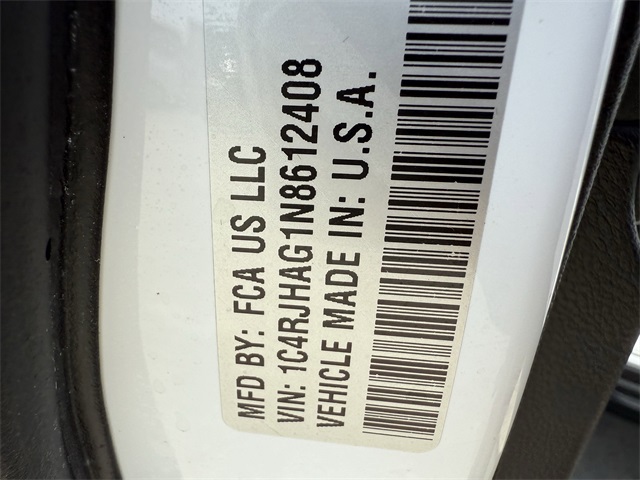 MFD BY: FCA US LLC
VIN: 1C4RJHAG1N8612408
VEHICLE MADE IN: U.S.A.